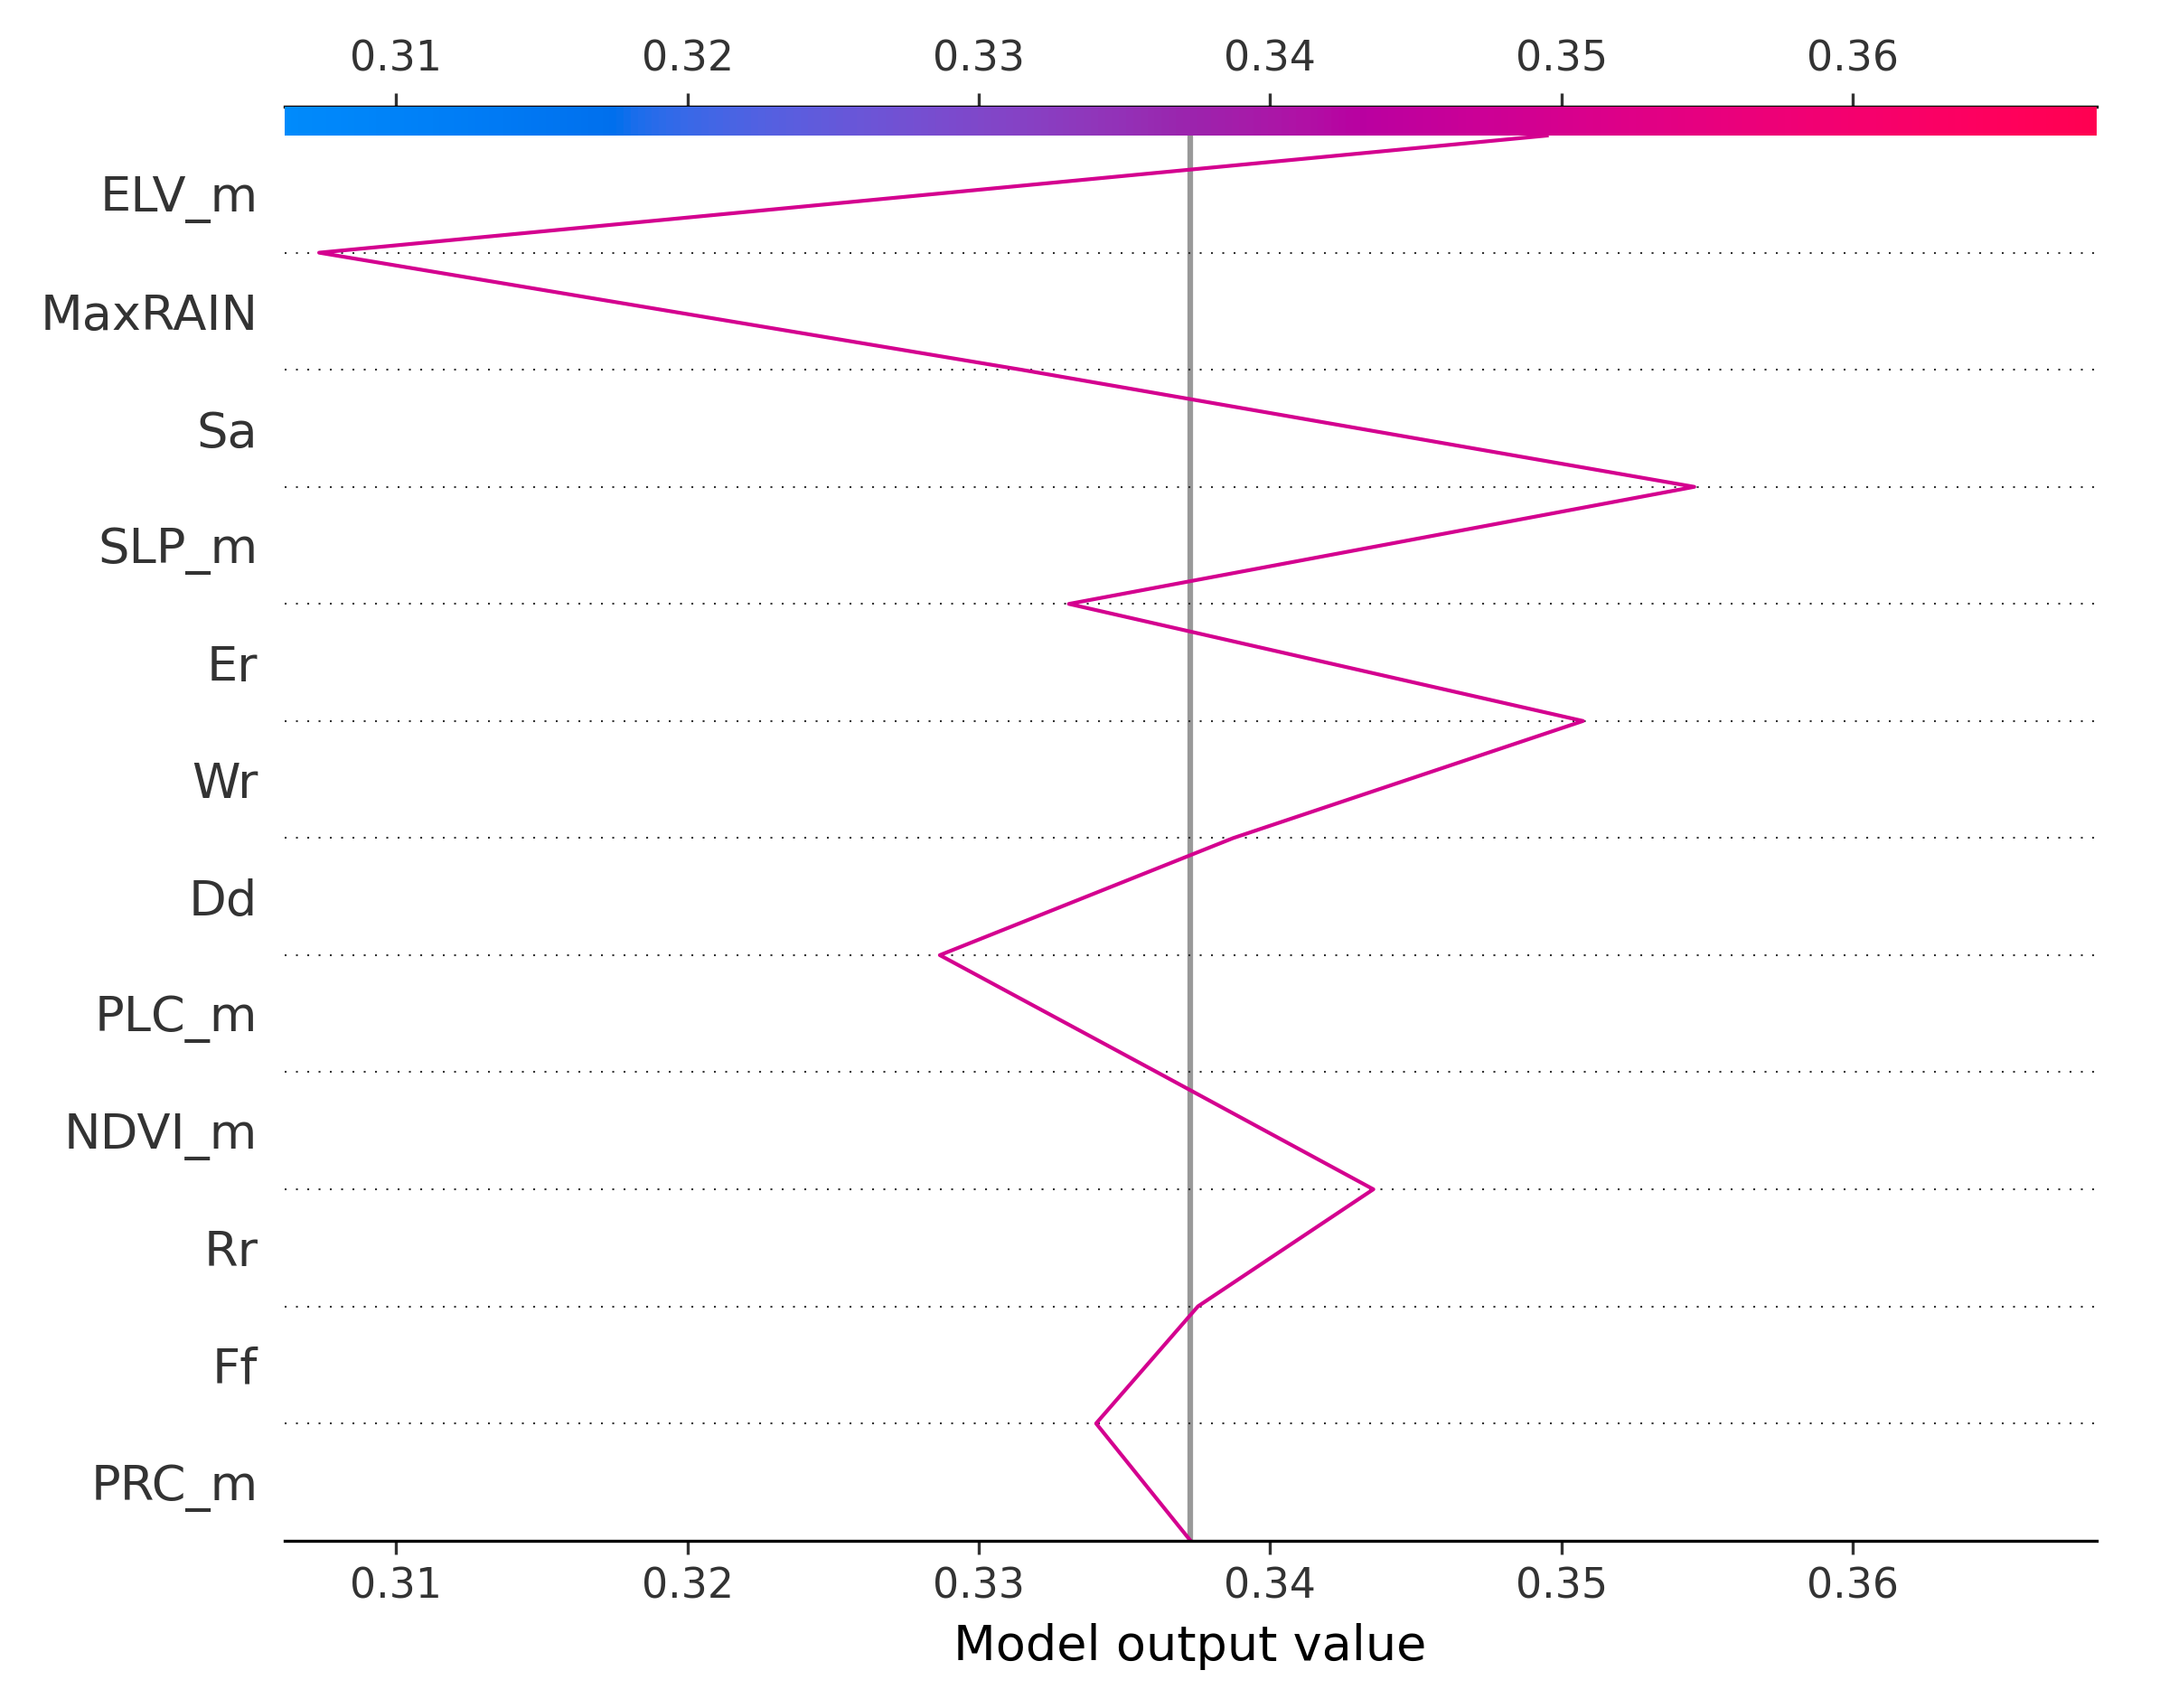 0.31 0.32 0.33 0.34 0.35 0.36
ELV_m
MaxRAIN
Sa
SLP_m
Er
Wr
Dd
PLC_m
NDVI_m
Rr
Ff
PRC_m
0.31 0.32 0.33 0.34 0.35 0.36
Model output value